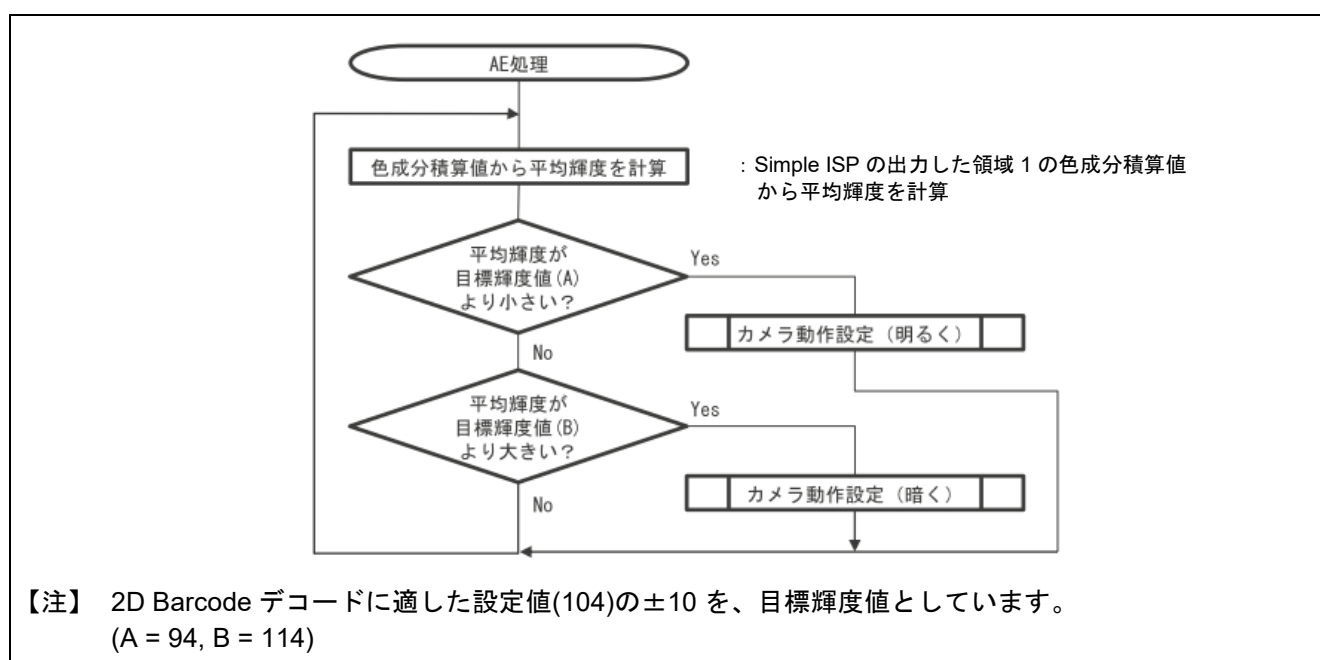 AE処理
色成分積算値から平均輝度を計算
：Simple ISP の出力した領域 1 の色成分積算値
から平均輝度を計算
平均輝度が
目標輝度値(A)
より小さい？
Yes
カメラ動作設定（明るく）
No
平均輝度が
目標輝度値(B)
より大きい？
Yes
カメラ動作設定（暗く）
No
【注】 2D Barcode デコードに適した設定値(104)の±10 を、目標輝度値としています。
(A = 94, B = 114)